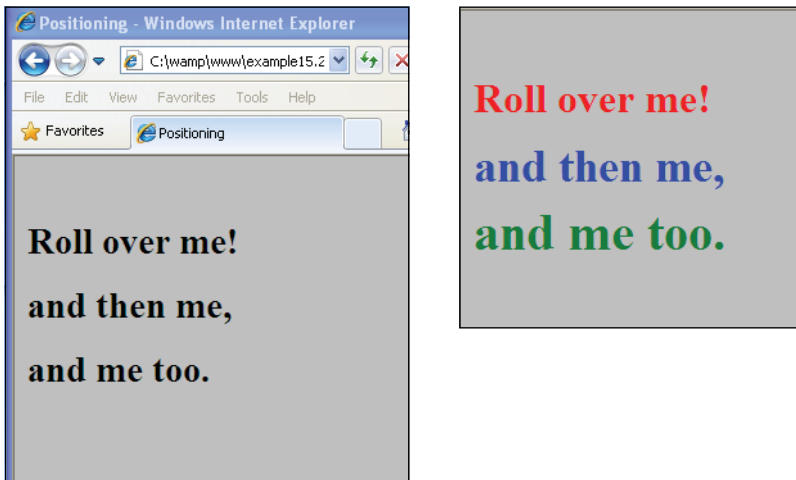 Positioning - Windows Internet Explorer
C:\wamp\www\example15.2
File Edit View Favorites Tools Help
Favorites Positioning
Roll over me!
and then me,
and me too.
Roll over me!
and then me,
and me too.